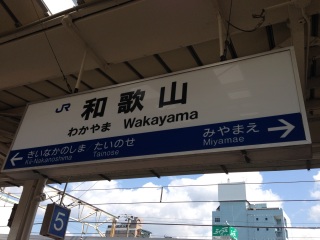 JR 和歌山
わかやま Wakayama
← きいなかのしま たいのせ みやまえ →
Kii-Nakanoshima Tainose Miyamae
5